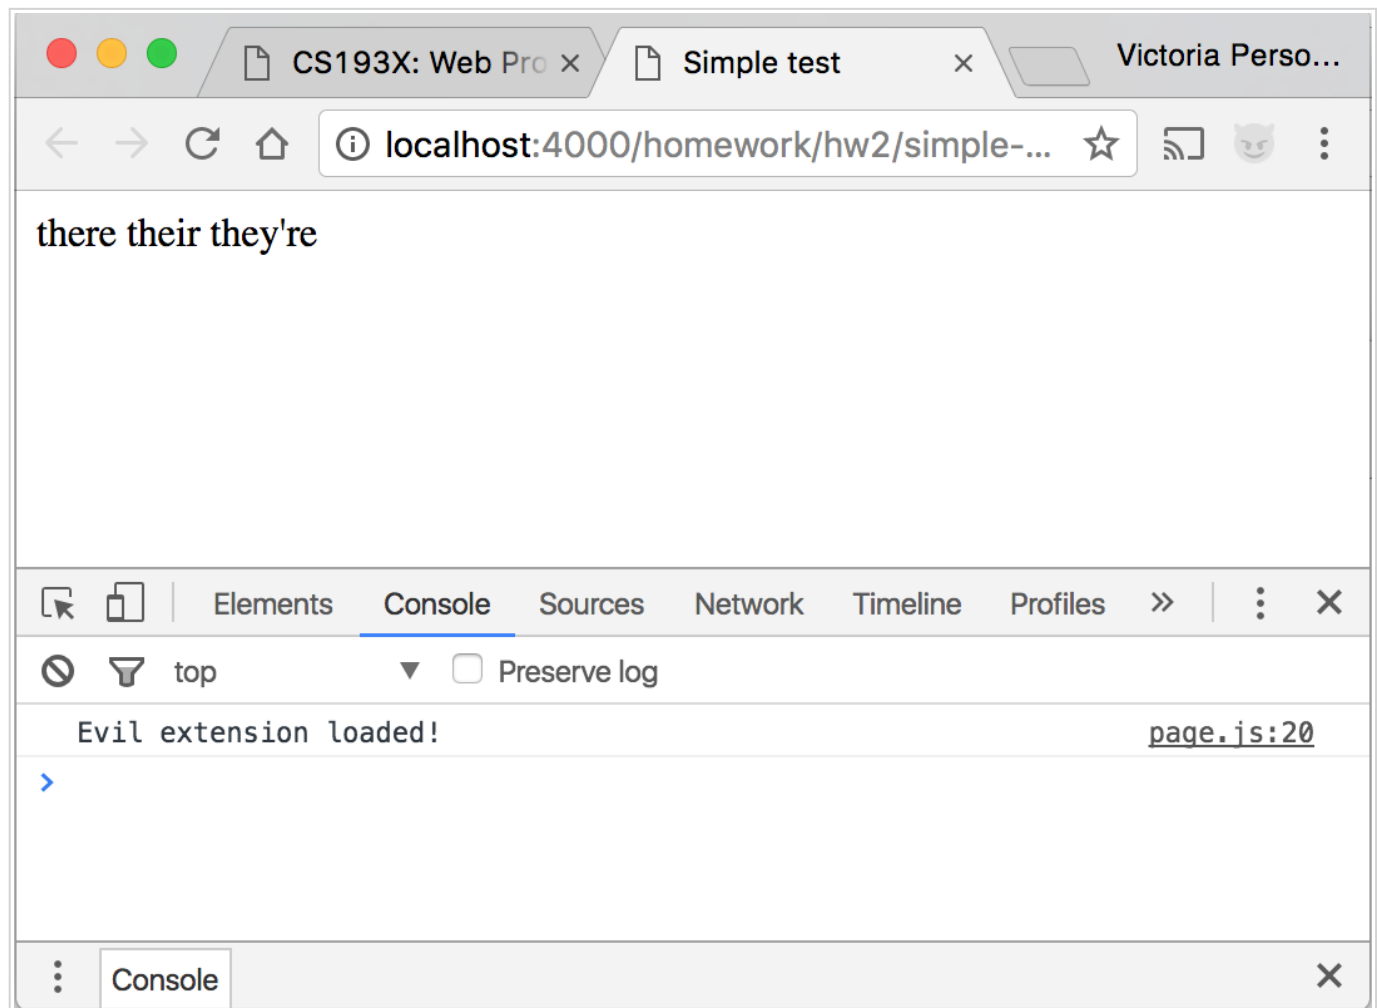 CS193X: Web Pro
Simple test
Victoria Perso...
localhost:4000/homework/hw2/simple-...
there their they're
Elements Console Sources Network Timeline Profiles
top Preserve log
Evil extension loaded! page.js:20
Console